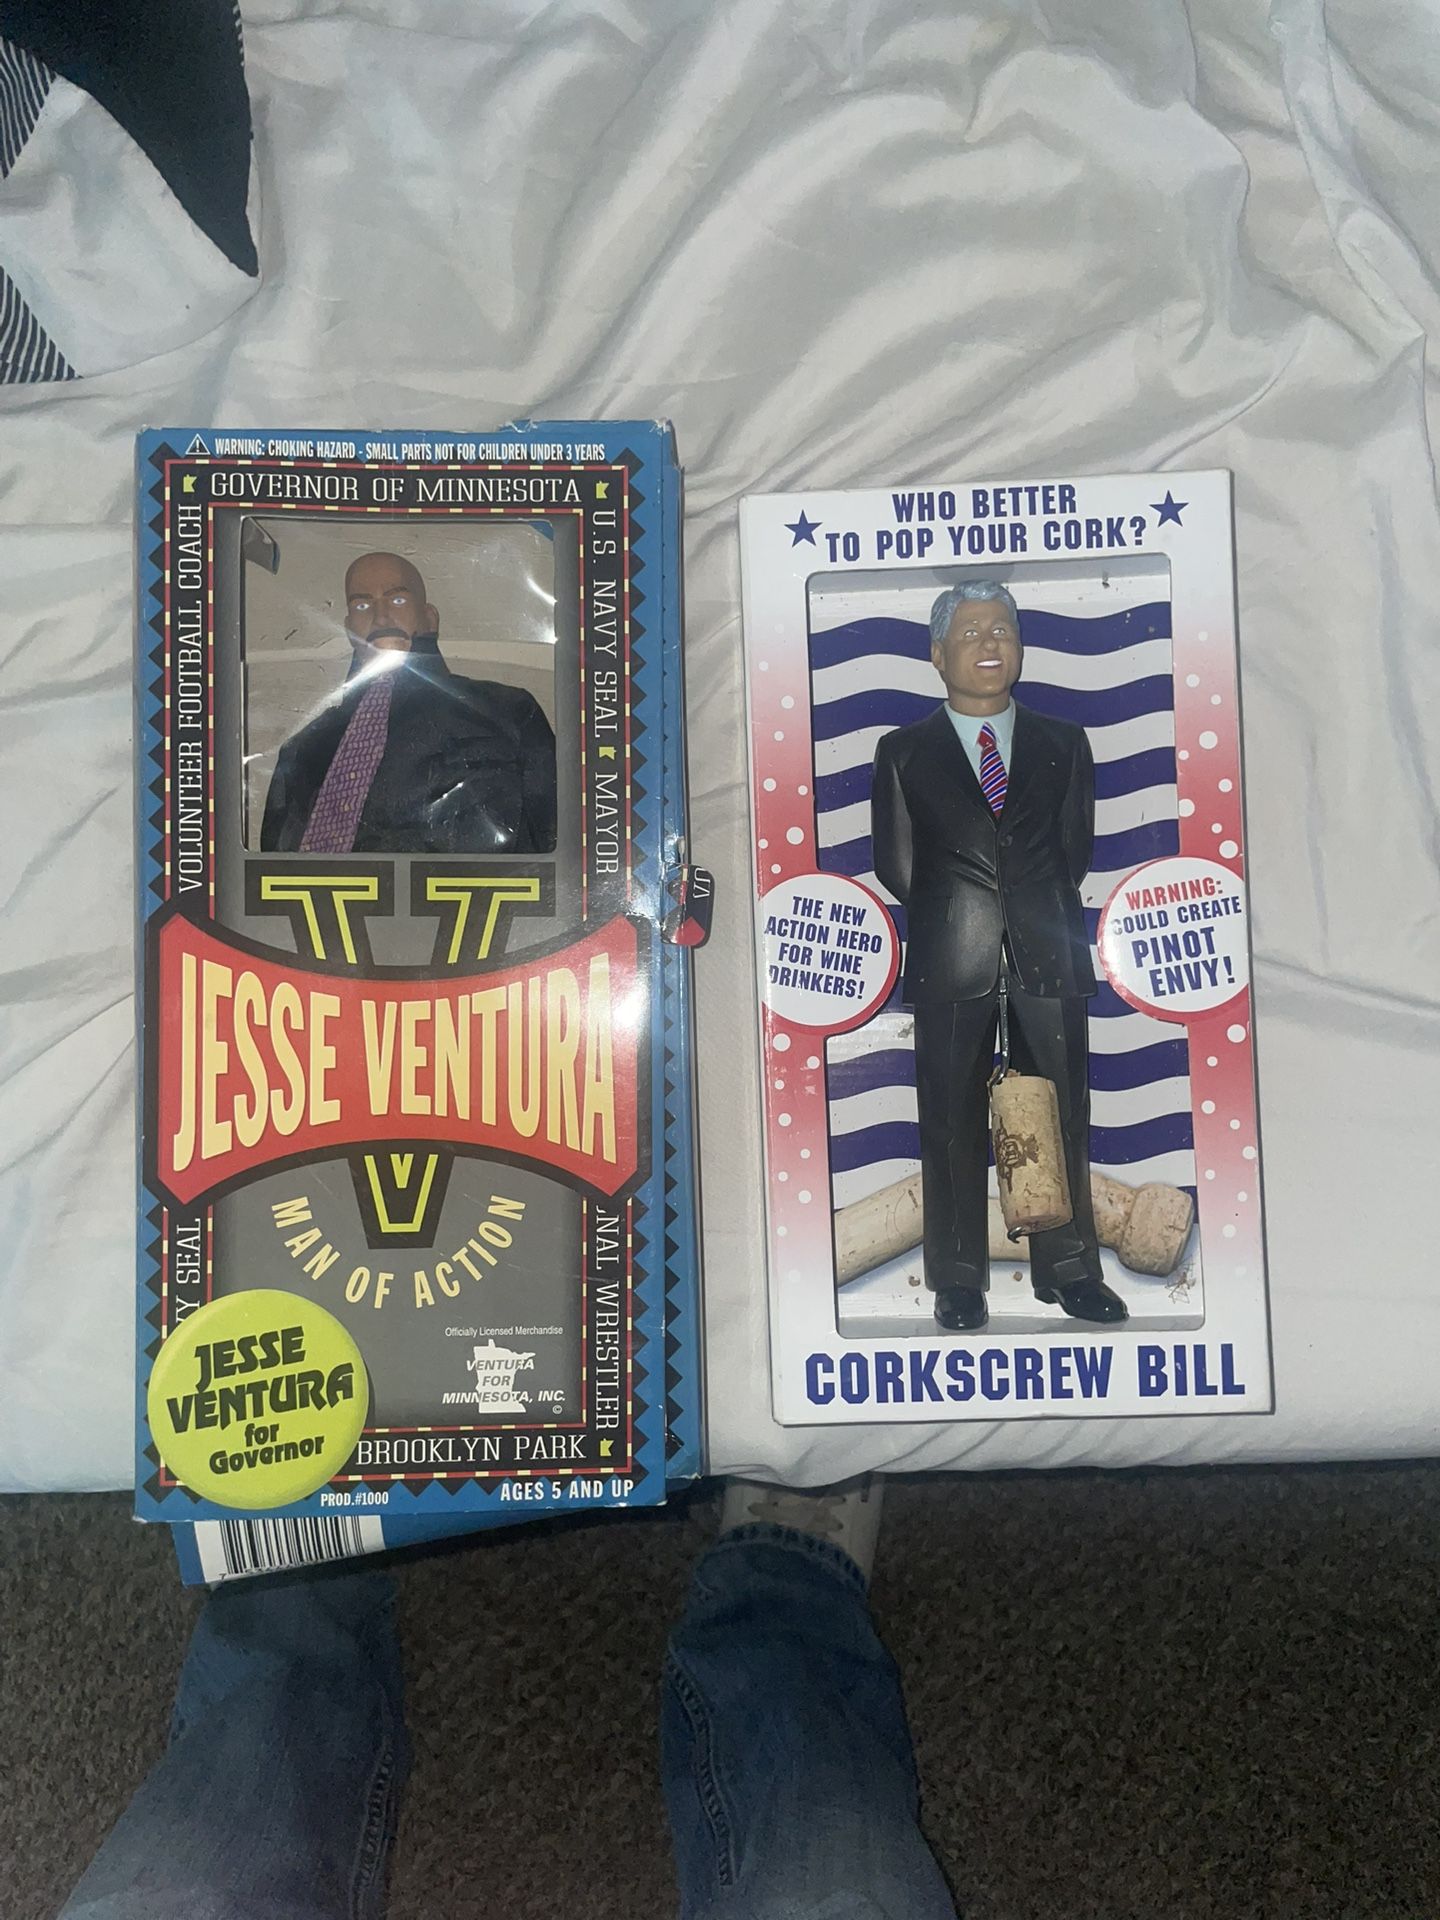 WARNING: CHOKING HAZARD - SMALL PARTS NOT FOR CHILDREN UNDER 3 YEARS
GOVERNOR OF MINNESOTA
VOLUNTEER FOOTBALL COACH
U.S. NAVY SEAL
MAYOR
JESSE VENTURA
V
MAN OF ACTION
Y SEAL
NAL WRESTLER
Officially Licensed Merchandise
VENTURA
FOR
MINNESOTA, INC.
©
JESSE
VENTURA
for
Governor
BROOKLYN PARK
PROD.#1000
AGES 5 AND UP
WHO BETTER
TO POP YOUR CORK?
THE NEW
ACTION HERO
FOR WINE
DRINKERS!
WARNING:
COULD CREATE
PINOT
ENVY!
CORKSCREW BILL